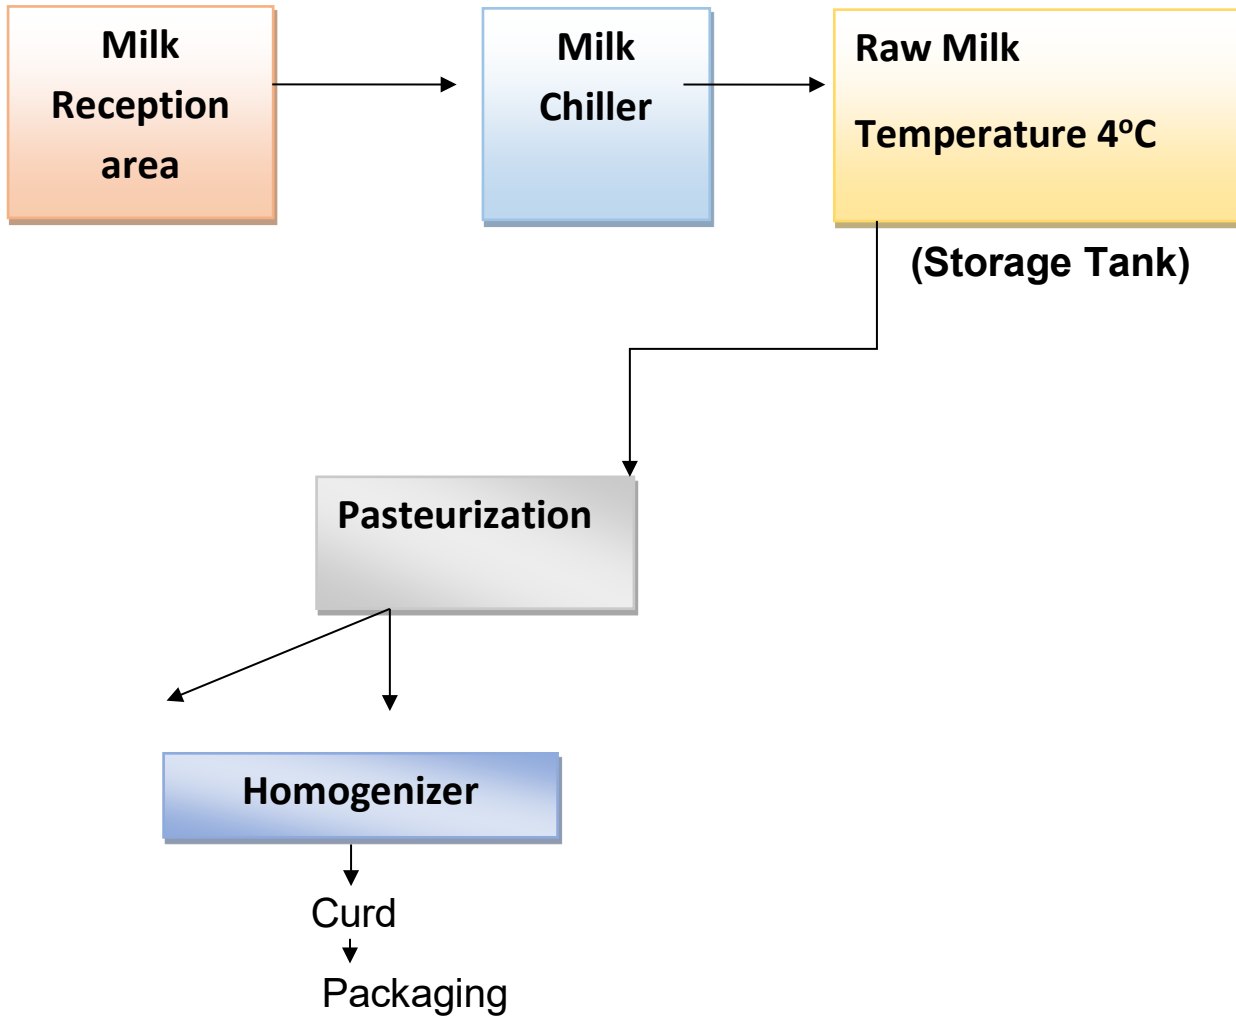 Milk
Reception
area
Milk
Chiller
Raw Milk
Temperature 4ºC
(Storage Tank)
Pasteurization
Homogenizer
Curd
Packaging